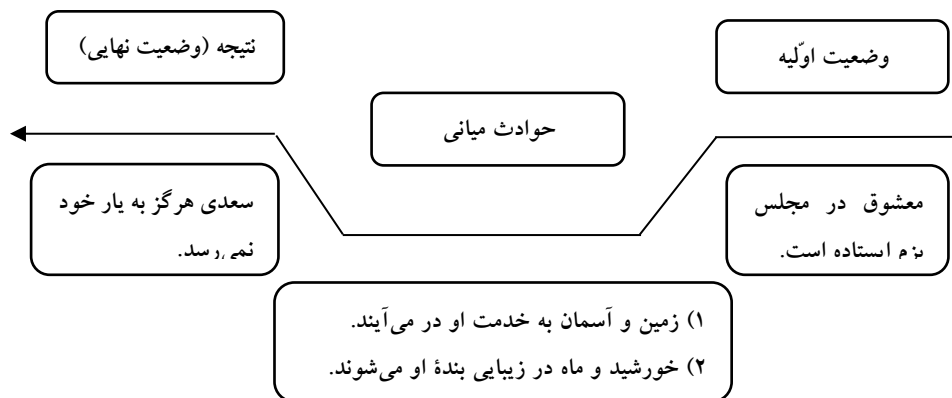 وضعیت اوّلیه
نتیجه (وضعیت نهایی)
حوادث میانی
معشوق در مجلس
بزم ایستاده است.
سعدی هرگز به یار خود
نمی‌رسد.
۱) زمین و آسمان به خدمت او در می‌آیند.
۲) خورشید و ماه در زیبایی بندۀ او می‌شوند.